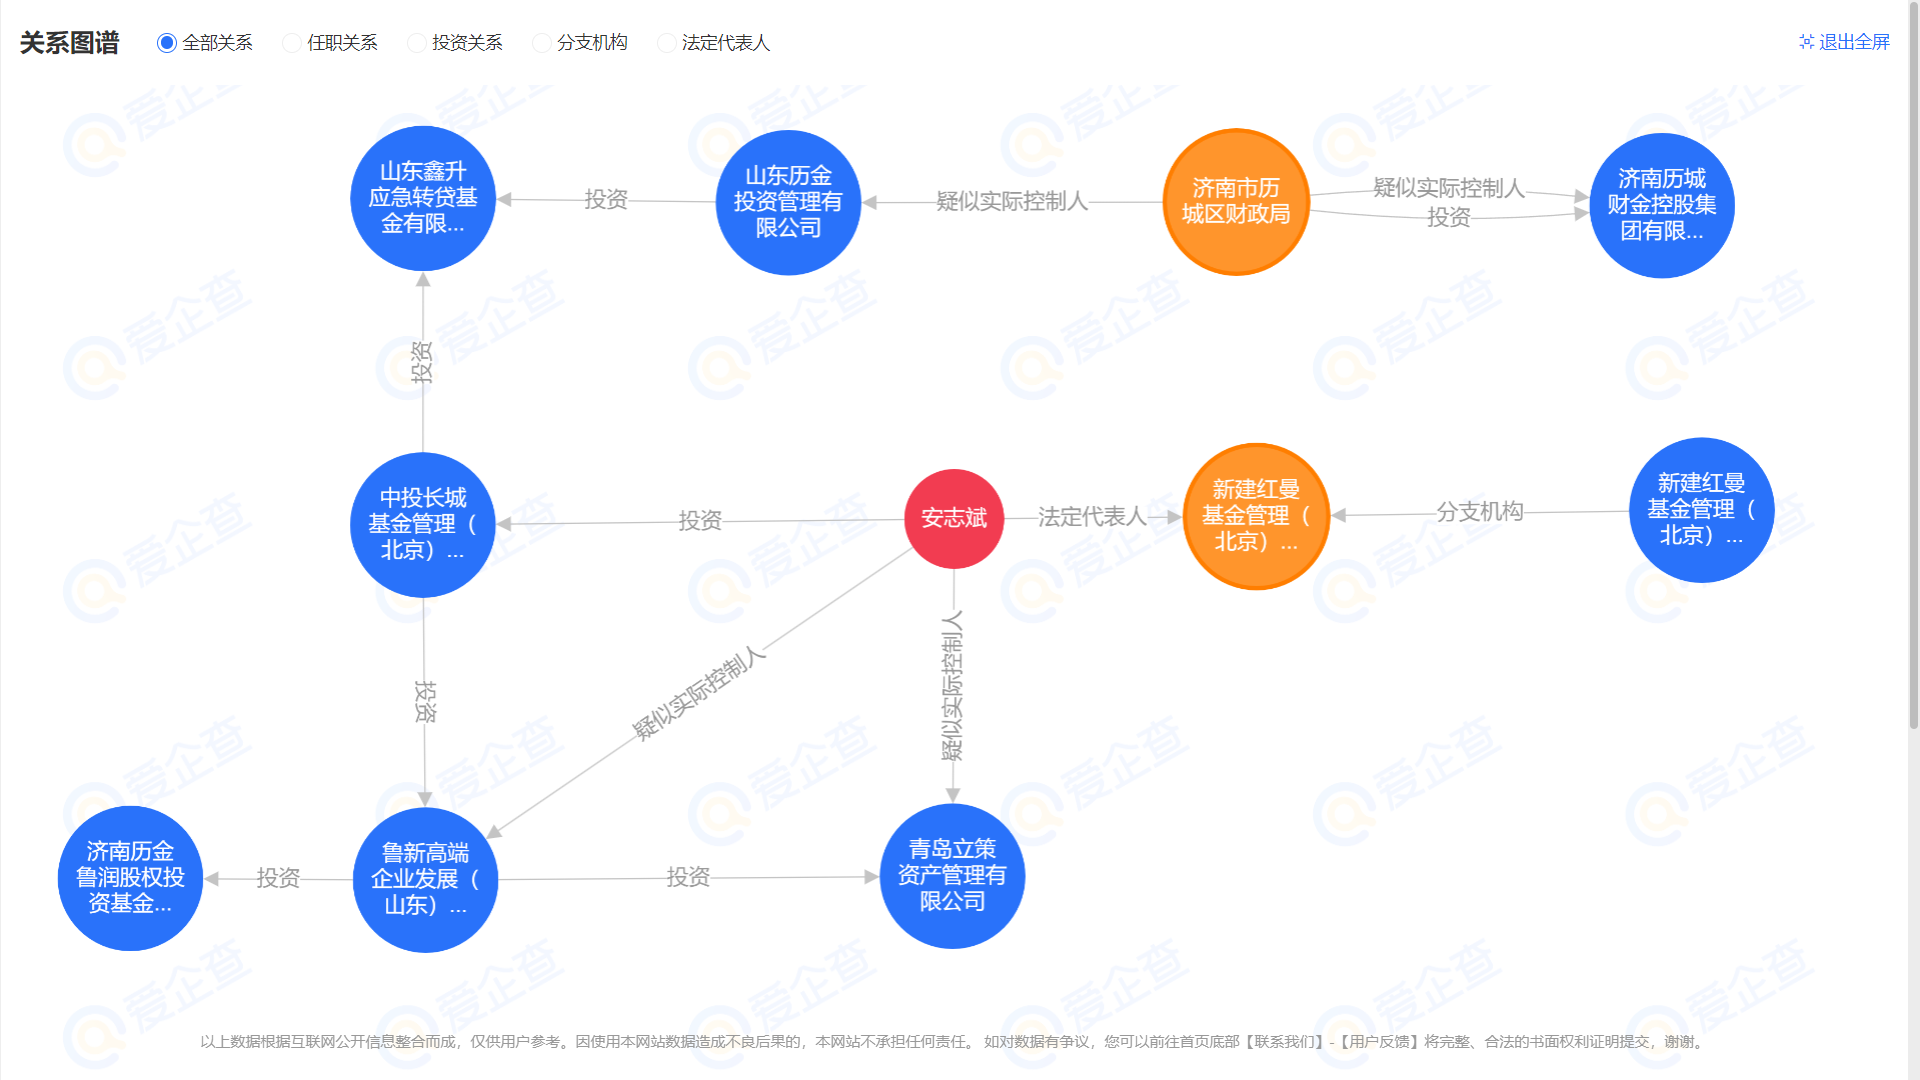 关系图谱
全部关系
任职关系
投资关系
分支机构
法定代表人
退出全屏
山东鑫升
应急转贷基
金有限...
投资
山东历金
投资管理有
限公司
疑似实际控制人
济南市历
城区财政局
疑似实际控制人
投资
济南历城
财金控股集
团有限...
投资
中投长城
基金管理（
北京）...
投资
安志斌
法定代表人
新建红曼
基金管理（
北京）...
分支机构
新建红曼
基金管理（
北京）...
投资
疑似实际控制人
疑似实际控制人
济南历金
鲁润股权投
资基金...
投资
鲁新高端
企业发展（
山东）...
投资
青岛立策
资产管理有
限公司
以上数据根据互联网公开信息整合而成，仅供用户参考。因使用本网站数据造成不良后果的，本网站不承担任何责任。 如对数据有争议，您可以前往首页底部【联系我们】-【用户反馈】将完整、合法的书面权利证明提交，谢谢。
爱企查